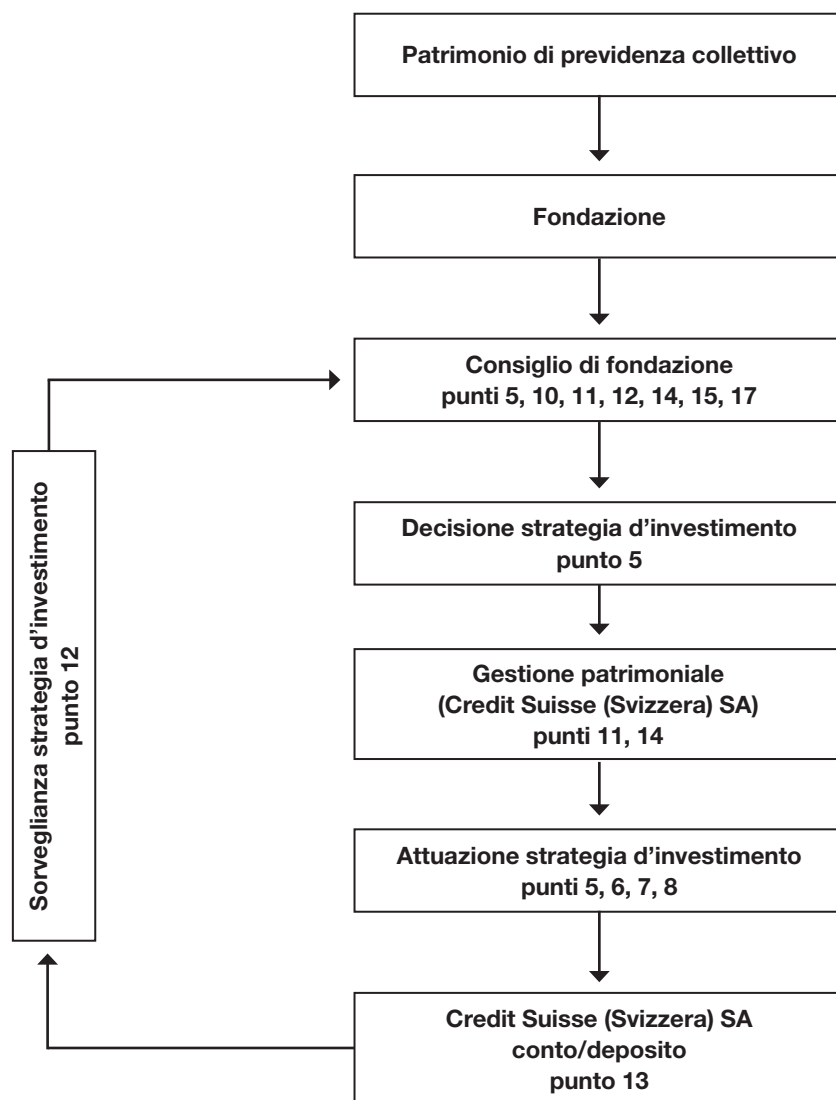 Patrimonio di previdenza collettivo
Fondazione
Consiglio di fondazione
punti 5, 10, 11, 12, 14, 15, 17
Decisione strategia d’investimento
punto 5
Gestione patrimoniale
(Credit Suisse (Svizzera) SA)
punti 11, 14
Attuazione strategia d’investimento
punti 5, 6, 7, 8
Credit Suisse (Svizzera) SA
conto/deposito
punto 13
Sorveglianza strategia d’investimento
punto 12